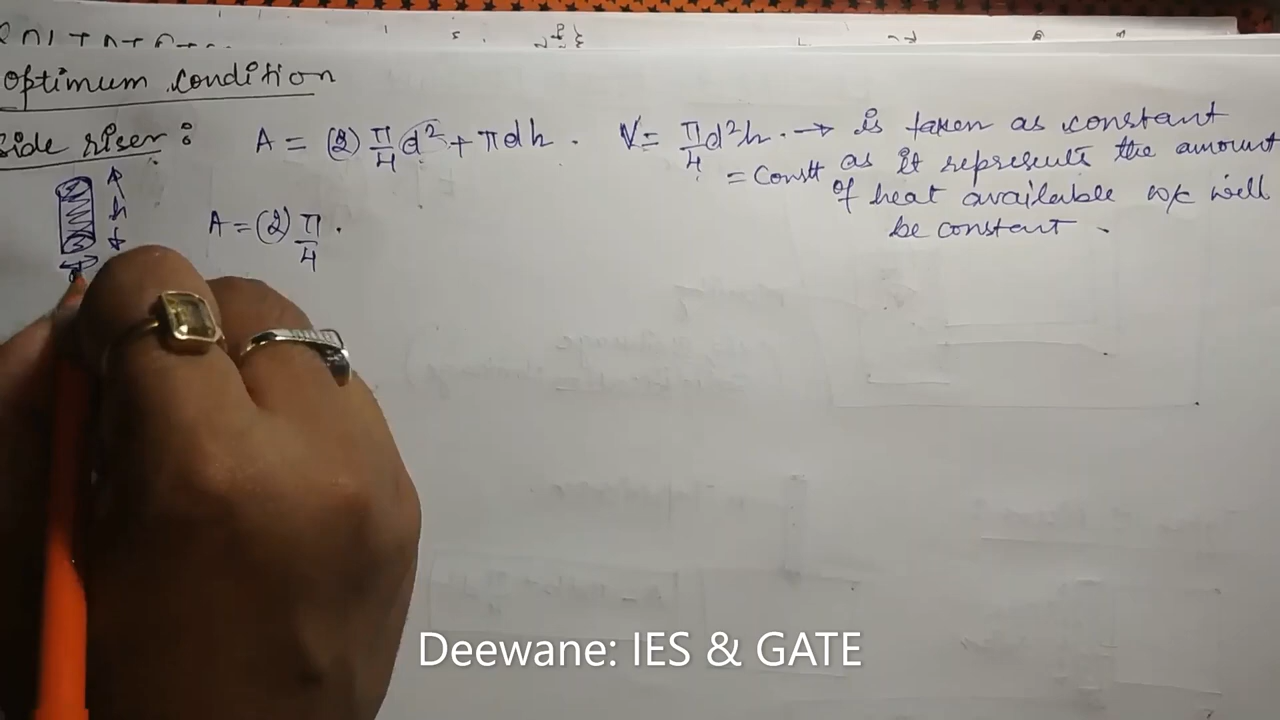 optimum condition
side riser :
A = (2) π/4 d² + πdh .
V = π/4 d²h . → is taken as constant
= Constt as it represents the amount
of heat available w/c will
be constant .
h
d
A = (2) π/4 .
Deewane: IES & GATE